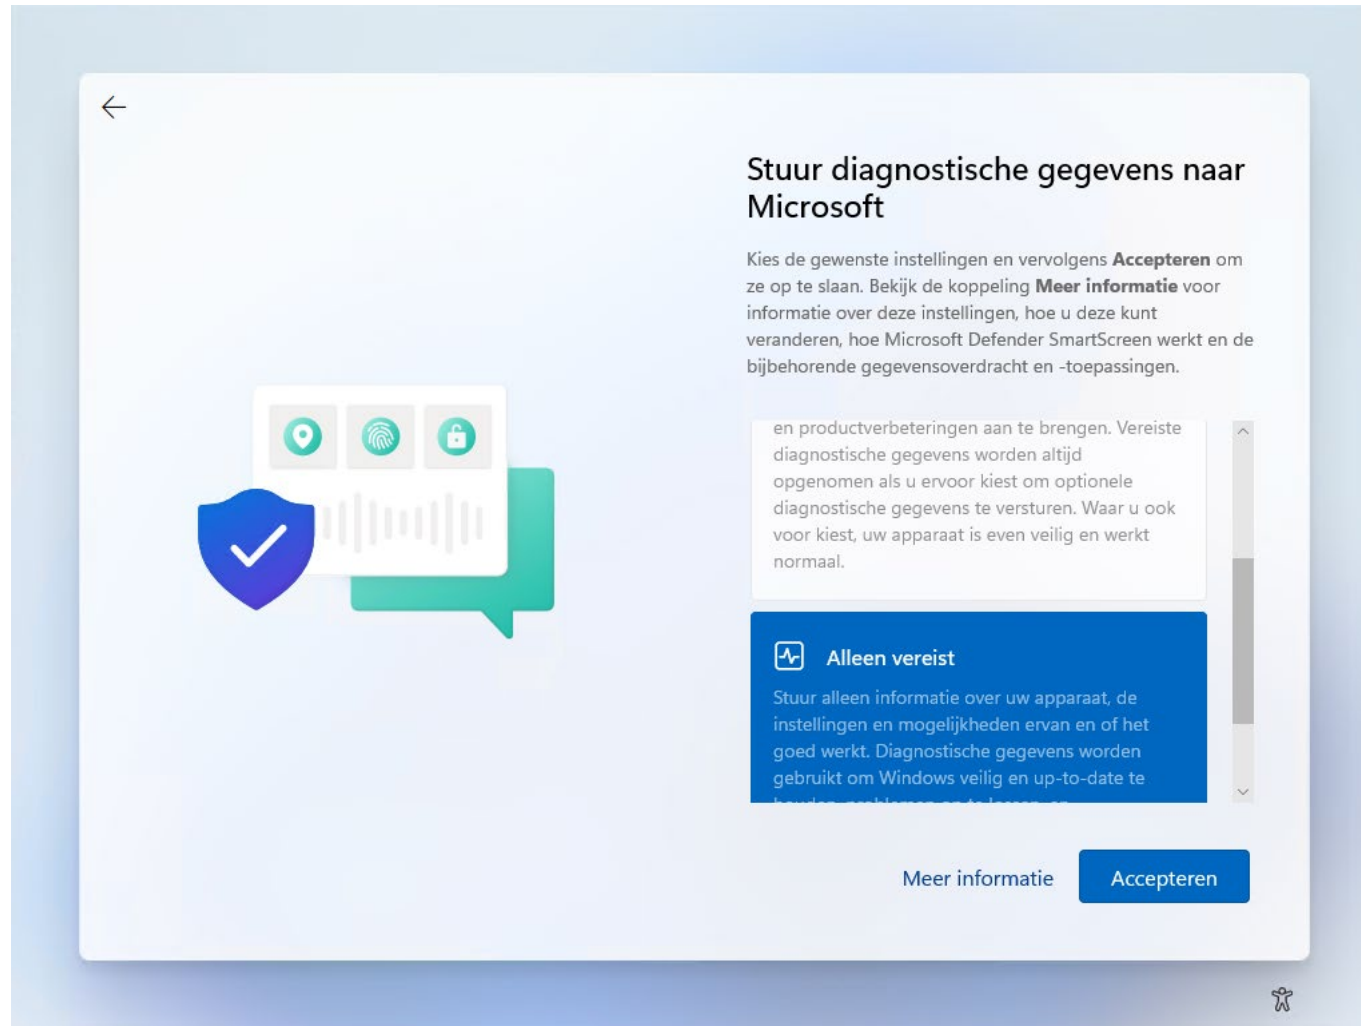 Stuur diagnostische gegevens naar
Microsoft
Kies de gewenste instellingen en vervolgens Accepteren om
ze op te slaan. Bekijk de koppeling Meer informatie voor
informatie over deze instellingen, hoe u deze kunt
veranderen, hoe Microsoft Defender SmartScreen werkt en de
bijbehorende gegevensoverdracht en -toepassingen.
en productverbeteringen aan te brengen. Vereiste
diagnostische gegevens worden altijd
opgenomen als u ervoor kiest om optionele
diagnostische gegevens te versturen. Waar u ook
voor kiest, uw apparaat is even veilig en werkt
normaal.
Alleen vereist
Stuur alleen informatie over uw apparaat, de
instellingen en mogelijkheden ervan en of het
goed werkt. Diagnostische gegevens worden
gebruikt om Windows veilig en up-to-date te
Meer informatie
Accepteren